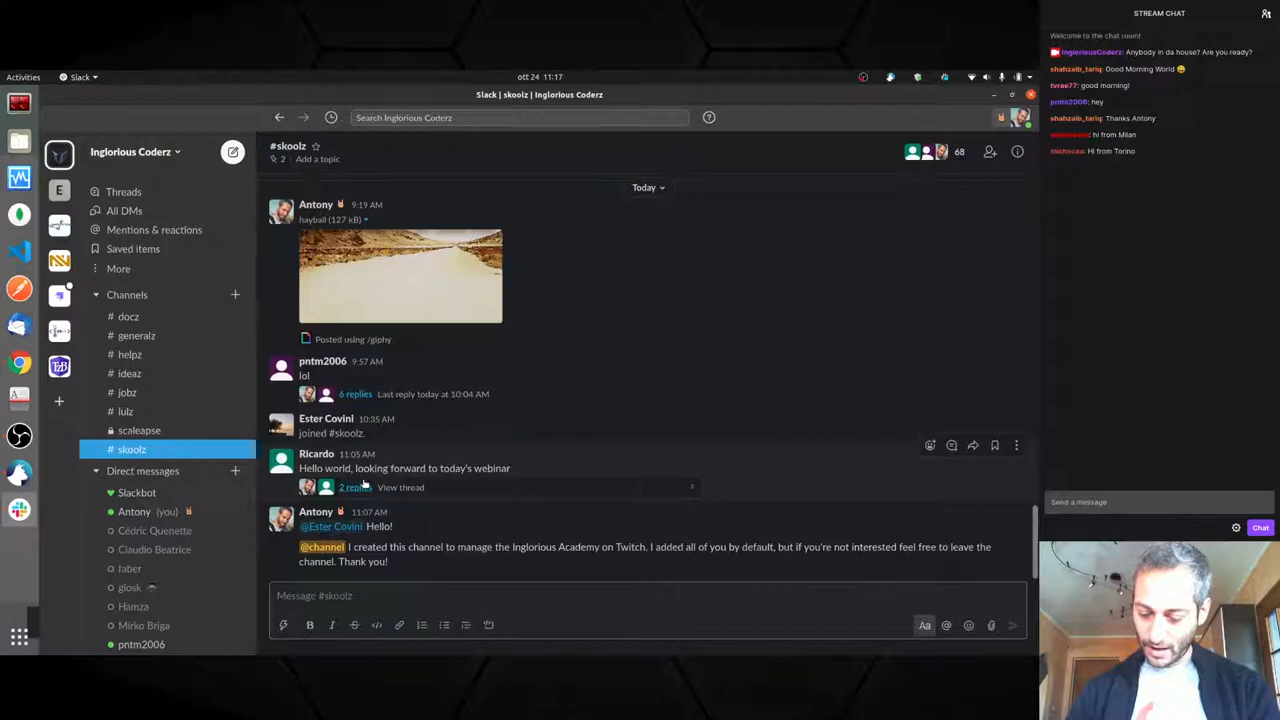 STREAM CHAT
Welcome to the chat room!
IngloriousCoderz: Anybody in da house? Are you ready?
shahzaib_tariq: Good Morning World 😄
tvrae77: good morning!
pntm2006: hey
shahzaib_tariq: Thanks Antony
: hi from Milan
: Hi from Torino
Send a message
Chat
Activities
Slack
ott 24 11:17
Slack | skoolz | Inglorious Coderz
Search Inglorious Coderz
Inglorious Coderz
E
Threads
All DMs
Mentions & reactions
Saved items
More
Channels
# docz
# generalz
# helpz
# ideaz
# jobz
# lulz
scaleapse
# skoolz
Direct messages
Slackbot
Antony (you)
Cédric Quenette
Claudio Beatrice
faber
glosk
Hamza
Mirko Briga
pntm2006
#skoolz
2 Add a topic
68
Today
Antony 9:19 AM
hayball (127 kB)
Posted using /giphy
pntm2006 9:57 AM
lol
6 replies Last reply today at 10:04 AM
Ester Covini 10:35 AM
joined #skoolz.
Ricardo 11:05 AM
Hello world, looking forward to today's webinar
2 replies View thread
Antony 11:07 AM
@Ester Covini Hello!
@channel I created this channel to manage the Inglorious Academy on Twitch. I added all of you by default, but if you're not interested feel free to leave the
channel. Thank you!
Message #skoolz
B I S
Aa @